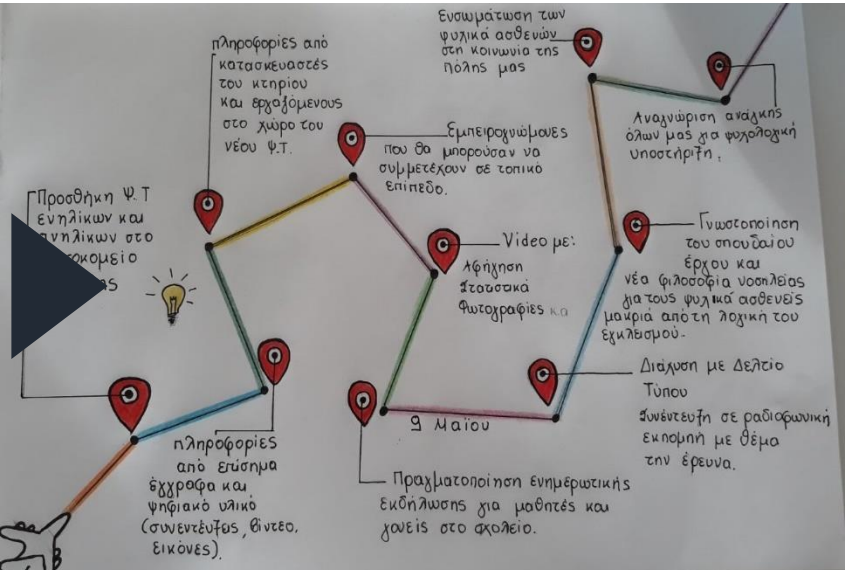 Προσθήκη Ψ.Τ
ενηλίκων και
ανηλίκων στο
πληροφορίες
από επίσημα
έγγραφα και
ψηφιακό υλικό
(συνεντεύξεις, βίντεο,
εικόνες).
πληροφορίες από
κατασκευαστές
του κτηρίου
και εργαζόμενους
στο χώρο του
νέου Ψ.Τ.
Εμπειρογνώμονες
που θα μπορούσαν να
συμμετέχουν σε τοπικό
επίπεδο.
Video με:
Αφήγηση
Στατιστικά
Φωτογραφίες κ.α
9 Μαϊου
Πραγματοποίηση ενημερωτικής
εκδήλωσης για μαθητές και
γονείς στο σχολείο.
Διάχυση με Δελτίο
Τύπου
Συνέντευξη σε ραδιοφωνική
εκπομπή με θέμα
την έρευνα.
Γνωστοποίηση
του σπουδαίου
έργου και
νέα φιλοσοφία νοσηλείας
για τους ψυχικά ασθενείς
μακριά από τη λογική του
εγκλεισμού.
Ενσωμάτωση των
ψυχικά ασθενών
στη κοινωνία της
πόλης μας
Αναγνώριση ανάγκης
όλων μας για ψυχολογική
υποστήριξη.